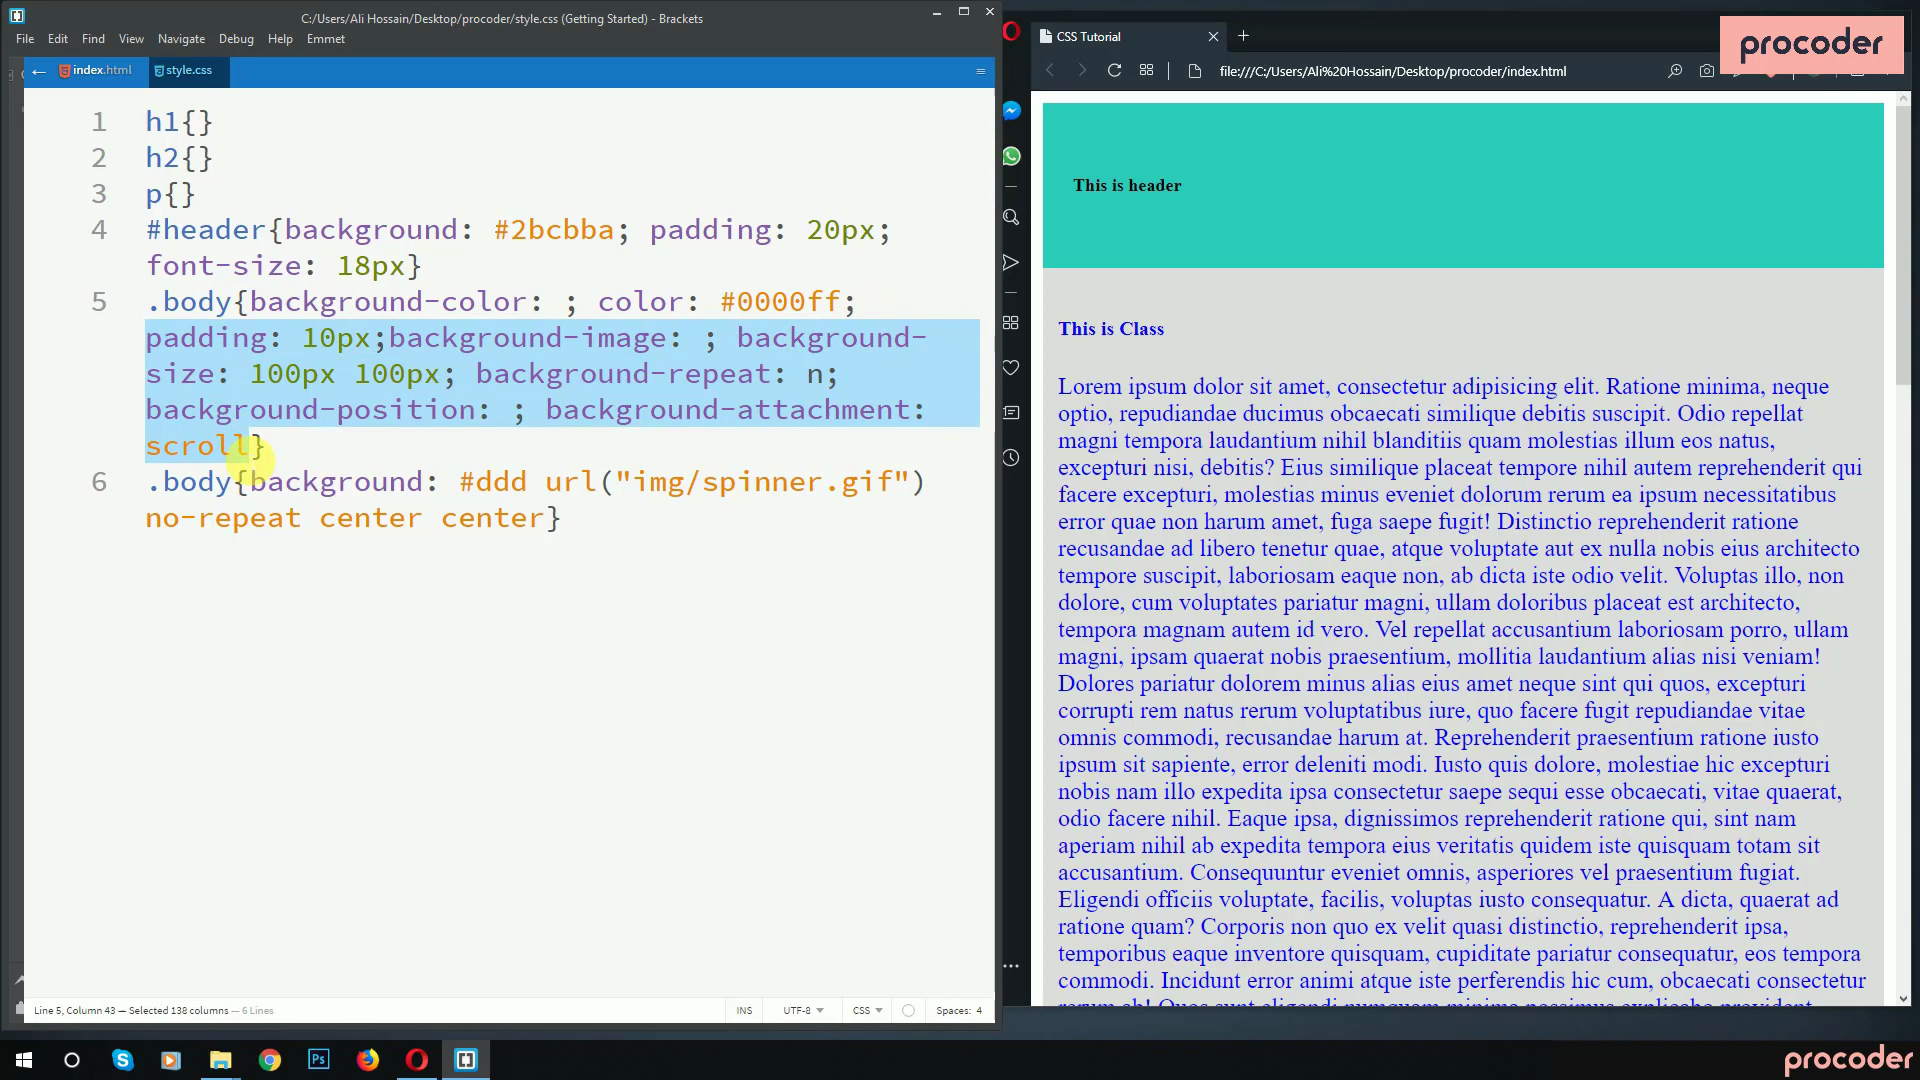 C:/Users/Ali Hossain/Desktop/procoder/style.css (Getting Started) - Brackets
File Edit Find View Navigate Debug Help Emmet
index.html style.css
1 h1{}
2 h2{}
3 p{}
4 #header{background: #2bcbba; padding: 20px;
font-size: 18px}
5 .body{background-color: ; color: #0000ff;
padding: 10px;background-image: ; background-
size: 100px 100px; background-repeat: n;
background-position: ; background-attachment:
scroll}
6 .body{background: #ddd url("img/spinner.gif")
no-repeat center center}
Line 5, Column 43 — Selected 138 columns — 6 Lines
INS UTF-8 CSS Spaces: 4
CSS Tutorial
procoder
file:///C:/Users/Ali%20Hossain/Desktop/procoder/index.html
This is header
This is Class
Lorem ipsum dolor sit amet, consectetur adipisicing elit. Ratione minima, neque
optio, repudiandae ducimus obcaecati similique debitis suscipit. Odio repellat
magni tempora laudantium nihil blanditiis quam molestias illum eos natus,
excepturi nisi, debitis? Eius similique placeat tempore nihil autem reprehenderit qui
facere excepturi, molestias minus eveniet dolorum rerum ea ipsum necessitatibus
error quae non harum amet, fuga saepe fugit! Distinctio reprehenderit ratione
recusandae ad libero tenetur quae, atque voluptate aut ex nulla nobis eius architecto
tempore suscipit, laboriosam eaque non, ab dicta iste odio velit. Voluptas illo, non
dolore, cum voluptates pariatur magni, ullam doloribus placeat est architecto,
tempora magnam autem id vero. Vel repellat accusantium laboriosam porro, ullam
magni, ipsam quaerat nobis praesentium, mollitia laudantium alias nisi veniam!
Dolores pariatur dolorem minus alias eius amet neque sint qui quos, excepturi
corrupti rem natus rerum voluptatibus iure, quo facere fugit repudiandae vitae
omnis commodi, recusandae harum at. Reprehenderit praesentium ratione iusto
ipsum sit sapiente, error deleniti modi. Iusto quis dolore, molestiae hic excepturi
nobis nam illo expedita ipsa consectetur saepe sequi esse obcaecati, vitae quaerat,
odio facere nihil. Eaque ipsa, dignissimos reprehenderit ratione qui, sint nam
aperiam nihil ab expedita tempora eius veritatis quidem iste quisquam totam sit
accusantium. Consequuntur eveniet omnis, asperiores vel praesentium fugiat.
Eligendi officiis voluptate, facilis, voluptas iusto consequatur. A dicta, quaerat ad
ratione quam? Corporis non quo ex velit quasi distinctio, reprehenderit ipsa,
temporibus eaque inventore quisquam, cupiditate pariatur consequatur, eos tempora
commodi. Incidunt error animi atque iste perferendis hic cum, obcaecati consectetur
procoder